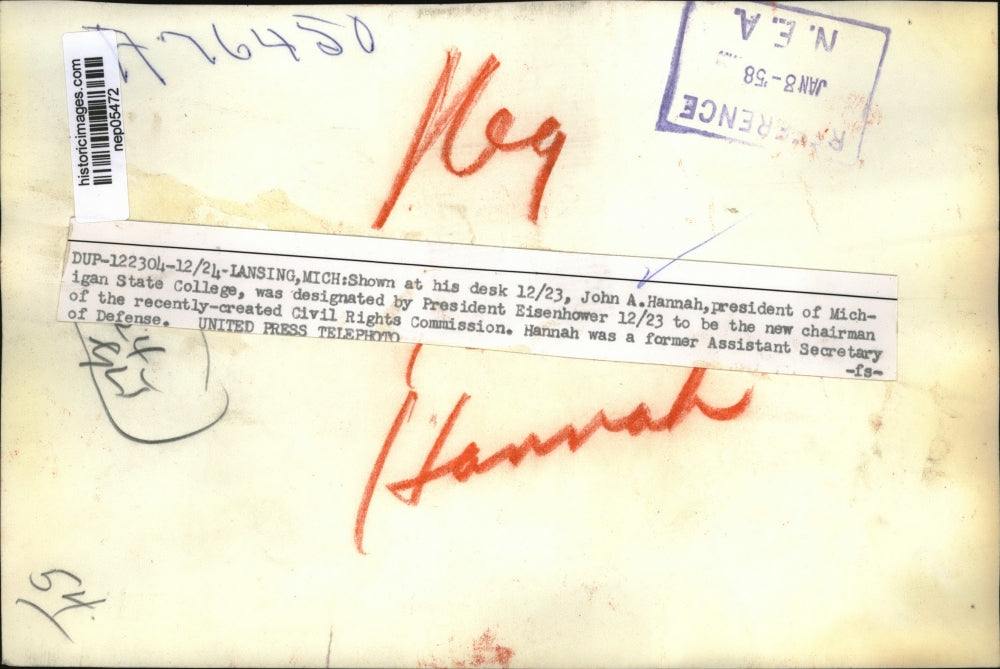 A776450
historicimages.com
nep05472
N.E.A.
JAN 8-'58
REFERENCE
Neg
DUP-122304-12/24-LANSING,MICH:Shown at his desk 12/23, John A.Hannah,president of Mich-
igan State College, was designated by President Eisenhower 12/23 to be the new chairman
of the recently-created Civil Rights Commission. Hannah was a former Assistant Secretary
of Defense. UNITED PRESS TELEPHOTO
-fs-
Hannah